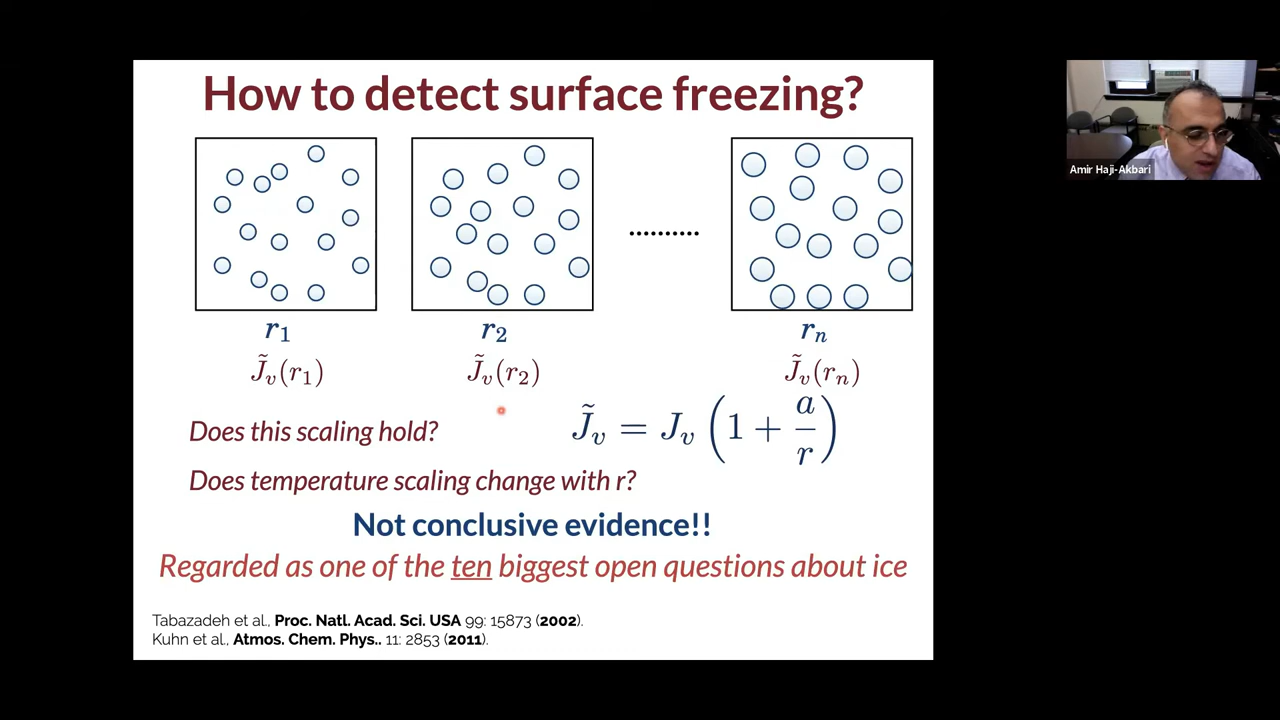 How to detect surface freezing?
..........
r₁ r₂ rₙ
J̃ᵥ(r₁) J̃ᵥ(r₂) J̃ᵥ(rₙ)
Does this scaling hold? J̃ᵥ = Jᵥ (1 + a/r)
Does temperature scaling change with r?
Not conclusive evidence!!
Regarded as one of the ten biggest open questions about ice
Tabazadeh et al., Proc. Natl. Acad. Sci. USA 99: 15873 (2002).
Kuhn et al., Atmos. Chem. Phys.. 11: 2853 (2011).
Amir Haji-Akbari